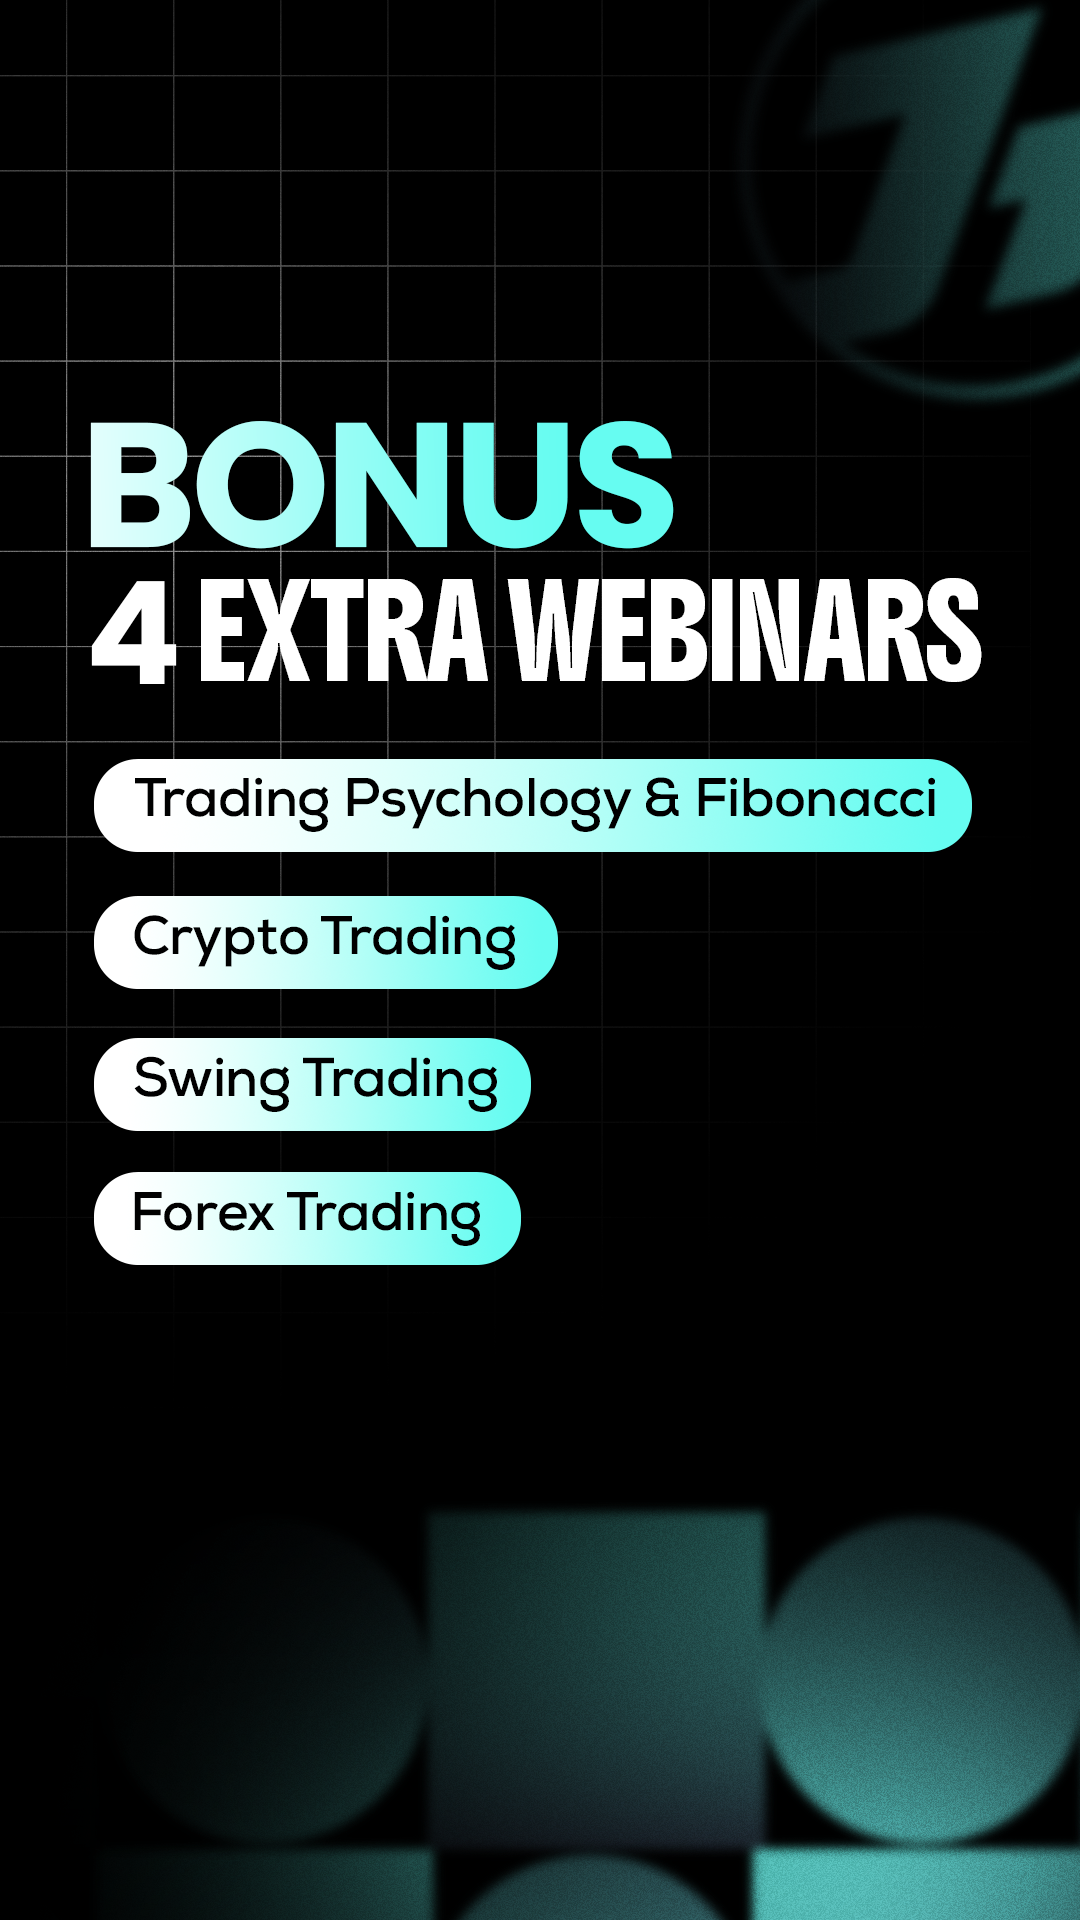 BONUS
4 EXTRA WEBINARS
Trading Psychology & Fibonacci
Crypto Trading
Swing Trading
Forex Trading